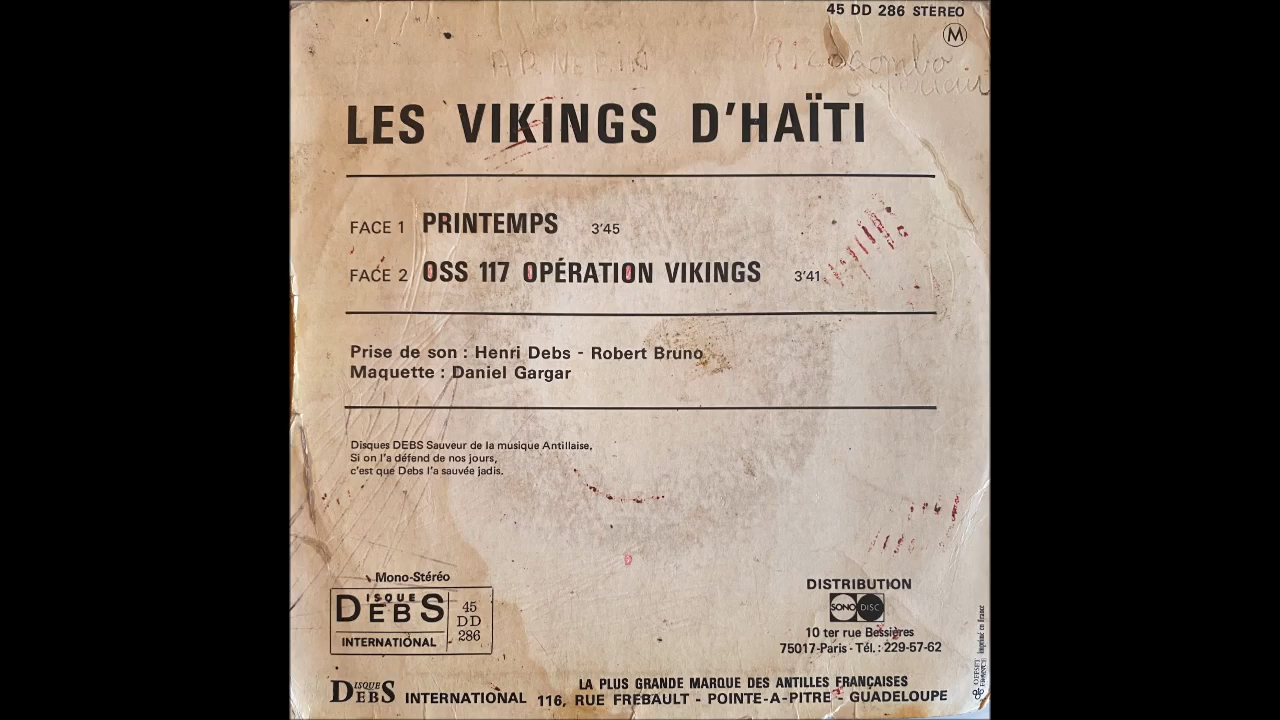 45 DD 286 STEREO
M
LES VIKINGS D'HAÏTI
FACE 1 PRINTEMPS 3'45
FACE 2 OSS 117 OPÉRATION VIKINGS 3'41
Prise de son : Henri Debs - Robert Bruno
Maquette : Daniel Gargar
Disques DEBS Sauveur de la musique Antillaise,
Si on l'a défend de nos jours,
c'est que Debs l'a sauvée jadis.
Mono-Stéréo
DISQUE DEBS
INTERNATIONAL
45
DD
286
DISTRIBUTION
SONO DISC
10 ter rue Bessières
75017-Paris - Tél. : 229-57-62
imprimé en france
LA PLUS GRANDE MARQUE DES ANTILLES FRANÇAISES
DISQUES DEBS INTERNATIONAL 116, RUE FREBAULT - POINTE-A-PITRE - GUADELOUPE